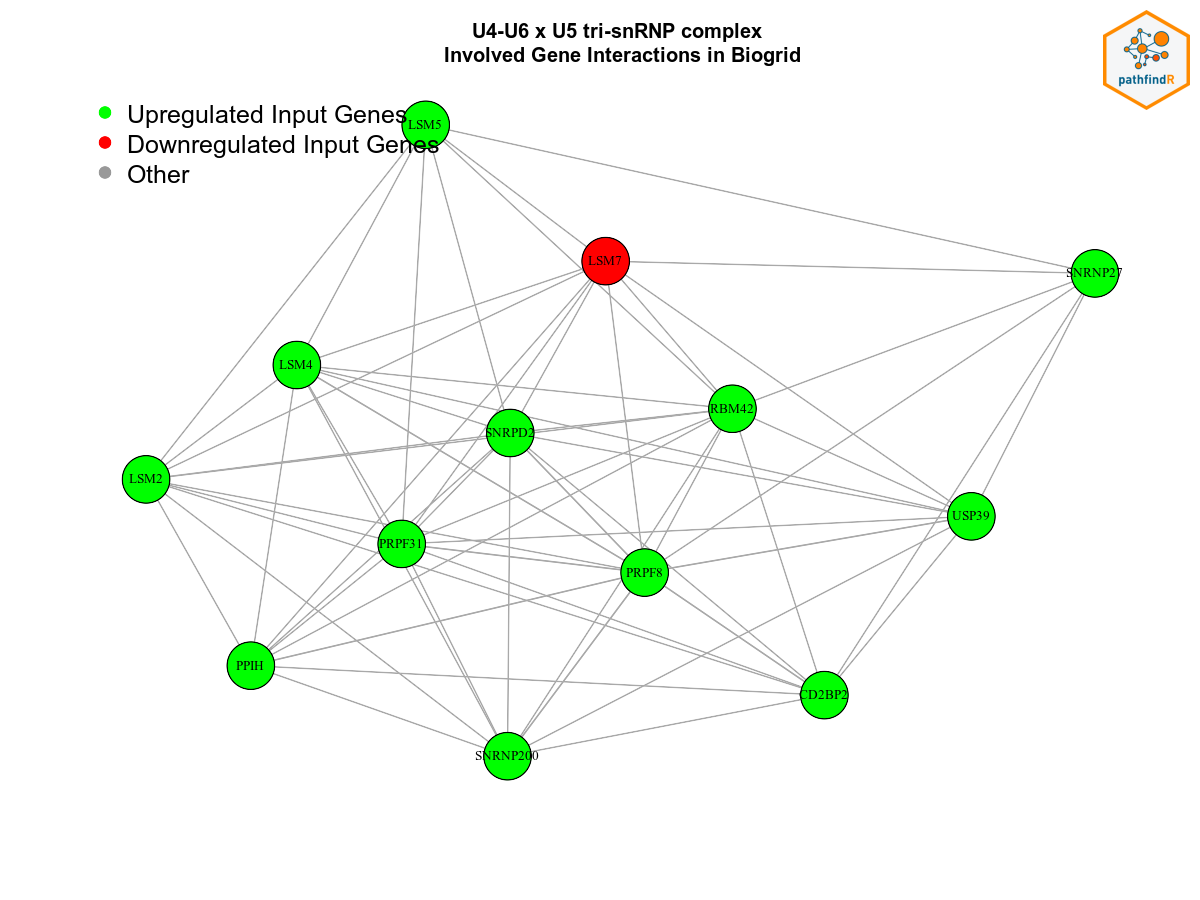 U4-U6 x U5 tri-snRNP complex
Involved Gene Interactions in Biogrid
pathfindR
Upregulated Input Genes
Downregulated Input Genes
Other
LSM5
LSM7
SNRNP27
LSM4
RBM42
SNRPD2
LSM2
USP39
PRPF31
PRPF8
PPIH
CD2BP2
SNRNP200